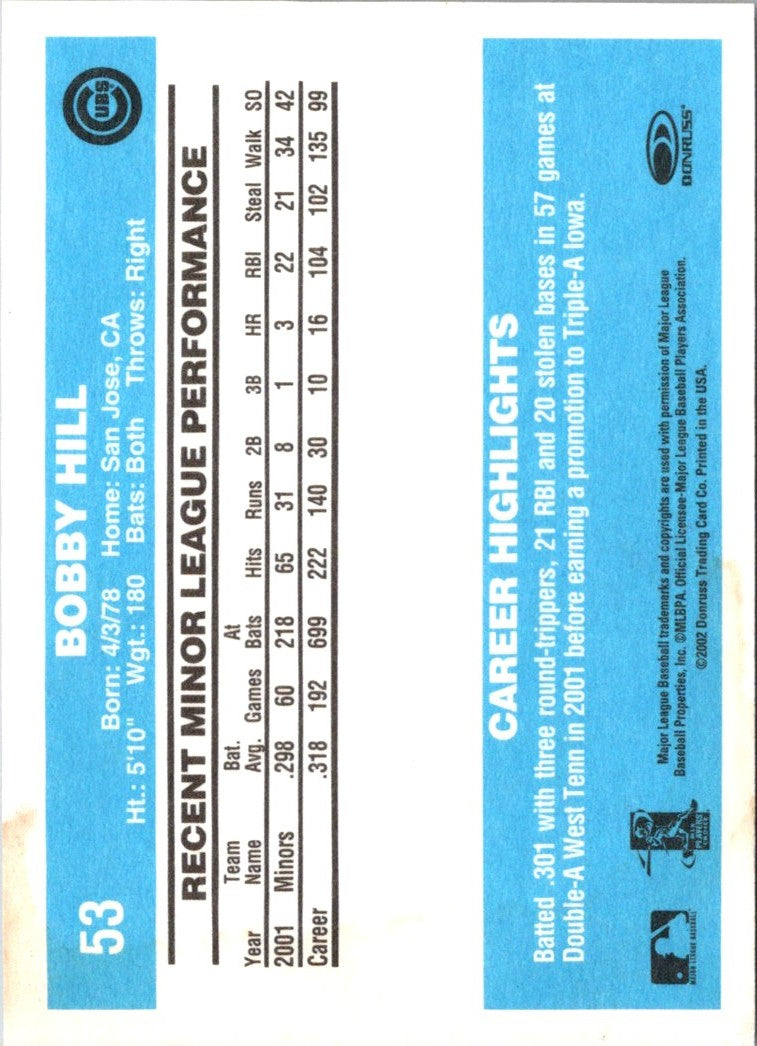 53
BOBBY HILL
CUBS
Born: 4/3/78 Home: San Jose, CA
Ht.: 5'10" Wgt.: 180 Bats: Both Throws: Right
RECENT MINOR LEAGUE PERFORMANCE
Team Bat. At
Year Name Avg. Games Bats Hits Runs 2B 3B HR RBI Steal Walk SO
2001 Minors .298 60 218 65 31 8 1 3 22 21 34 42
Career .318 192 699 222 140 30 10 16 104 102 135 99
CAREER HIGHLIGHTS
Batted .301 with three round-trippers, 21 RBI and 20 stolen bases in 57 games at
Double-A West Tenn in 2001 before earning a promotion to Triple-A Iowa.
MAJOR LEAGUE BASEBALL
PLAYERS
CHOICE
Major League Baseball trademarks and copyrights are used with permission of Major League
Baseball Properties, Inc. ©MLBPA. Official Licensee-Major League Baseball Players Association.
©2002 Donruss Trading Card Co. Printed in the USA.
DONRUSS®